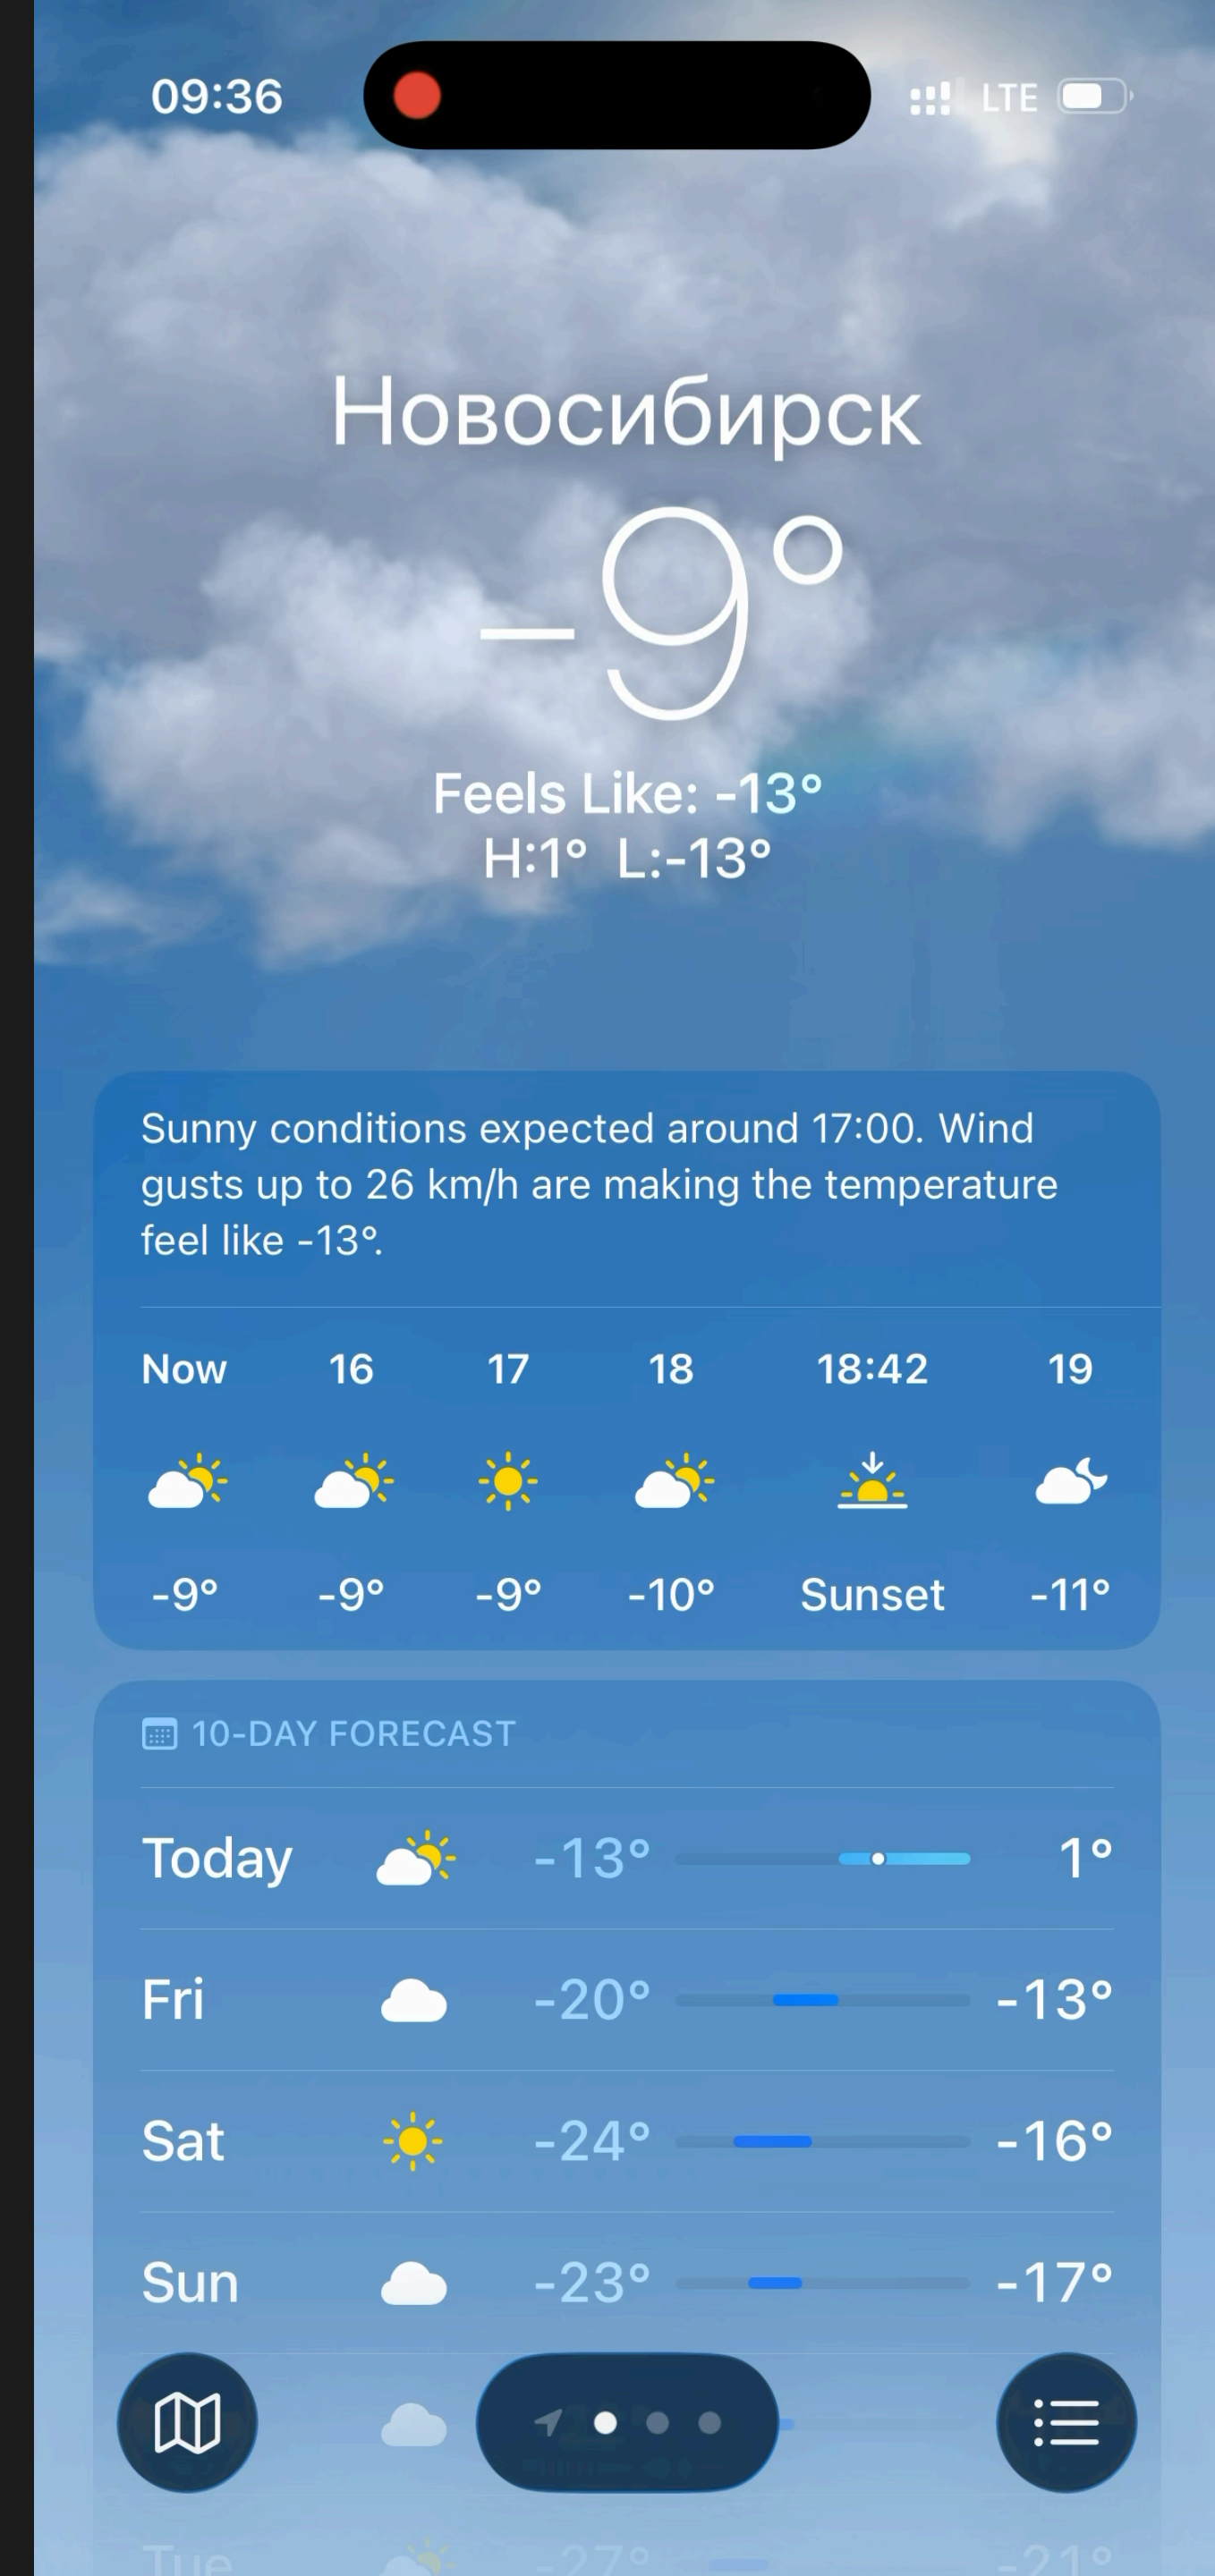 09:36 LTE
Новосибирск
-9°
Feels Like: -13°
H:1° L:-13°
Sunny conditions expected around 17:00. Wind
gusts up to 26 km/h are making the temperature
feel like -13°.
Now 16 17 18 18:42 19
-9° -9° -9° -10° Sunset -11°
10-DAY FORECAST
Today -13° 1°
Fri -20° -13°
Sat -24° -16°
Sun -23° -17°
Tue -27° -21°